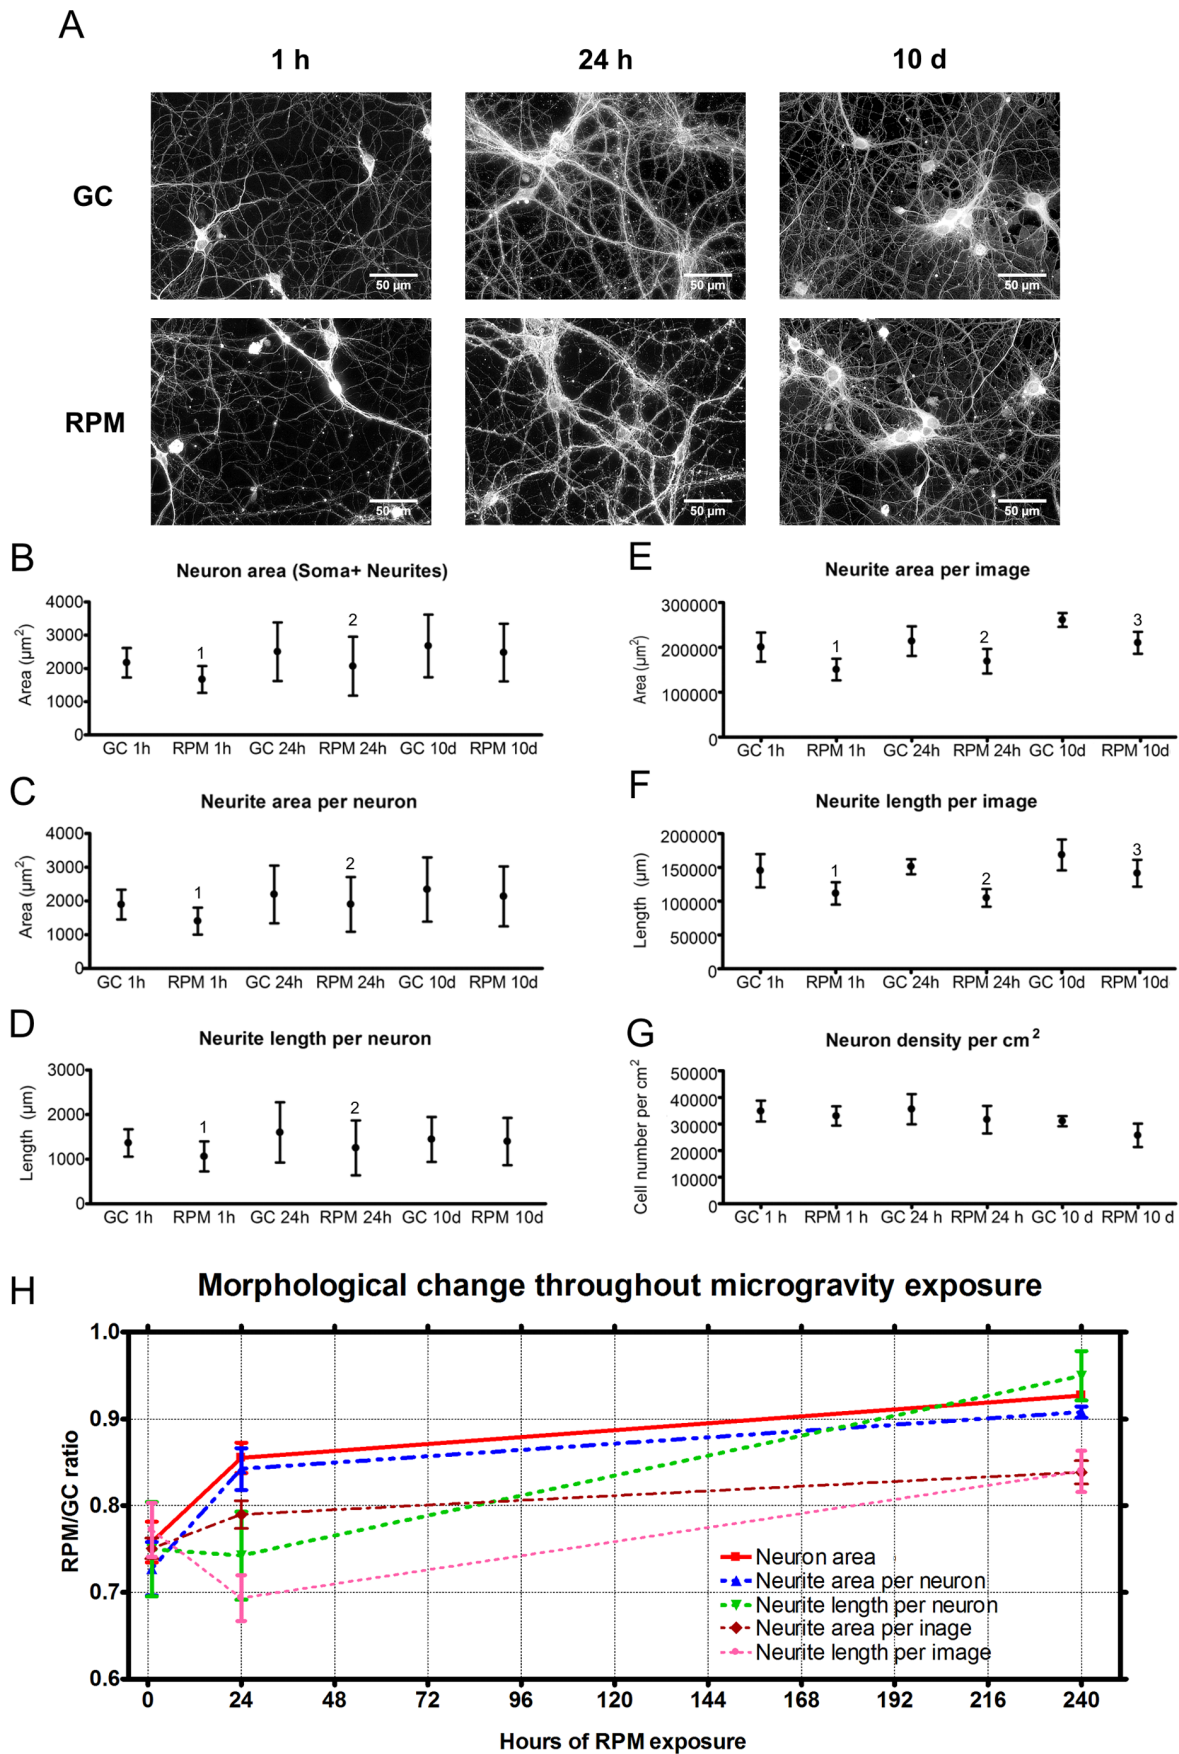 A
1 h
24 h
10 d
GC
50 µm
50 µm
50 µm
RPM
50 µm
50 µm
50 µm
B
Neuron area (Soma+ Neurites)
Area (µm²)
4000
3000
2000
1000
0
1
2
GC 1h
RPM 1h
GC 24h
RPM 24h
GC 10d
RPM 10d
E
Neurite area per image
Area (µm²)
300000
200000
100000
0
1
2
3
GC 1h
RPM 1h
GC 24h
RPM 24h
GC 10d
RPM 10d
C
Neurite area per neuron
Area (µm²)
4000
3000
2000
1000
0
1
2
GC 1h
RPM 1h
GC 24h
RPM 24h
GC 10d
RPM 10d
F
Neurite length per image
Length (µm)
200000
150000
100000
50000
0
1
2
3
GC 1h
RPM 1h
GC 24h
RPM 24h
GC 10d
RPM 10d
D
Neurite length per neuron
Length (µm)
3000
2000
1000
0
1
2
GC 1h
RPM 1h
GC 24h
RPM 24h
GC 10d
RPM 10d
G
Neuron density per cm²
Cell number per cm²
50000
40000
30000
20000
10000
0
GC 1 h
RPM 1 h
GC 24 h
RPM 24 h
GC 10 d
RPM 10 d
H
Morphological change throughout microgravity exposure
RPM/GC ratio
1.0
0.9
0.8
0.7
0.6
Neuron area
Neurite area per neuron
Neurite length per neuron
Neurite area per inage
Neurite length per image
0
24
48
72
96
120
144
168
192
216
240
Hours of RPM exposure